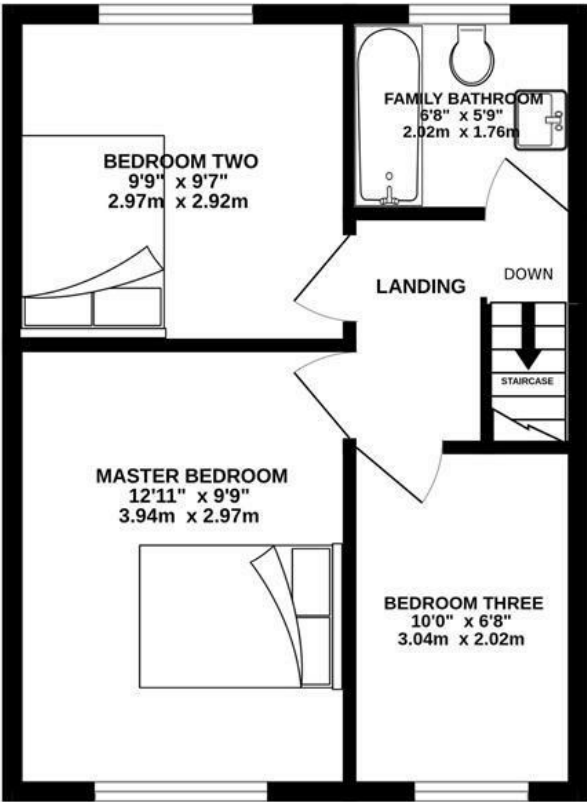 FAMILY BATHROOM
6'8" x 5'9"
2.02m x 1.76m
BEDROOM TWO
9'9" x 9'7"
2.97m x 2.92m
LANDING
DOWN
STAIRCASE
MASTER BEDROOM
12'11" x 9'9"
3.94m x 2.97m
BEDROOM THREE
10'0" x 6'8"
3.04m x 2.02m